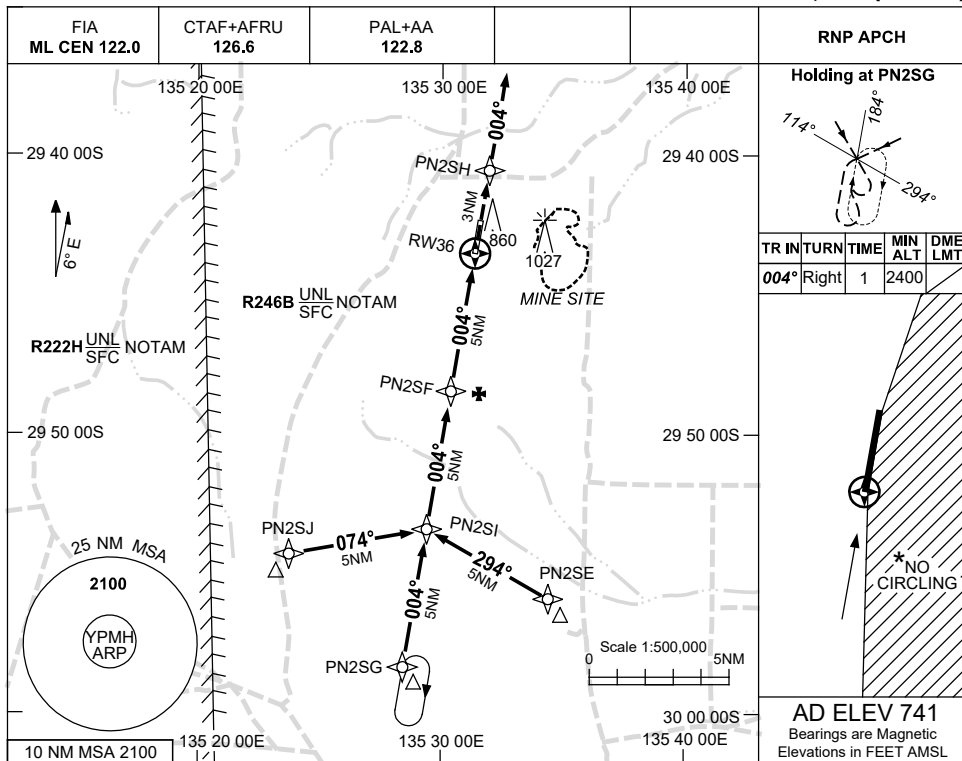 FIA
ML CEN 122.0
CTAF+AFRU
126.6
PAL+AA
122.8
RNP APCH
135 20 00E
135 30 00E
135 40 00E
Holding at PN2SG
114°
184°
294°
TR IN TURN TIME MIN ALT DME LMT
004° Right 1 2400
29 40 00S
29 40 00S
004°
PN2SH
3NM
RW36
860
1027
MINE SITE
6° E
R246B UNL SFC NOTAM
R222H UNL SFC NOTAM
004°
5NM
PN2SF
29 50 00S
29 50 00S
004°
5NM
PN2SJ
PN2SI
074°
5NM
294°
5NM
PN2SE
004°
5NM
PN2SG
25 NM MSA
2100
YPMH
ARP
Scale 1:500,000
0 5NM
*NO
CIRCLING
30 00 00S
135 20 00E
135 30 00E
135 40 00E
10 NM MSA 2100
AD ELEV 741
Bearings are Magnetic
Elevations in FEET AMSL